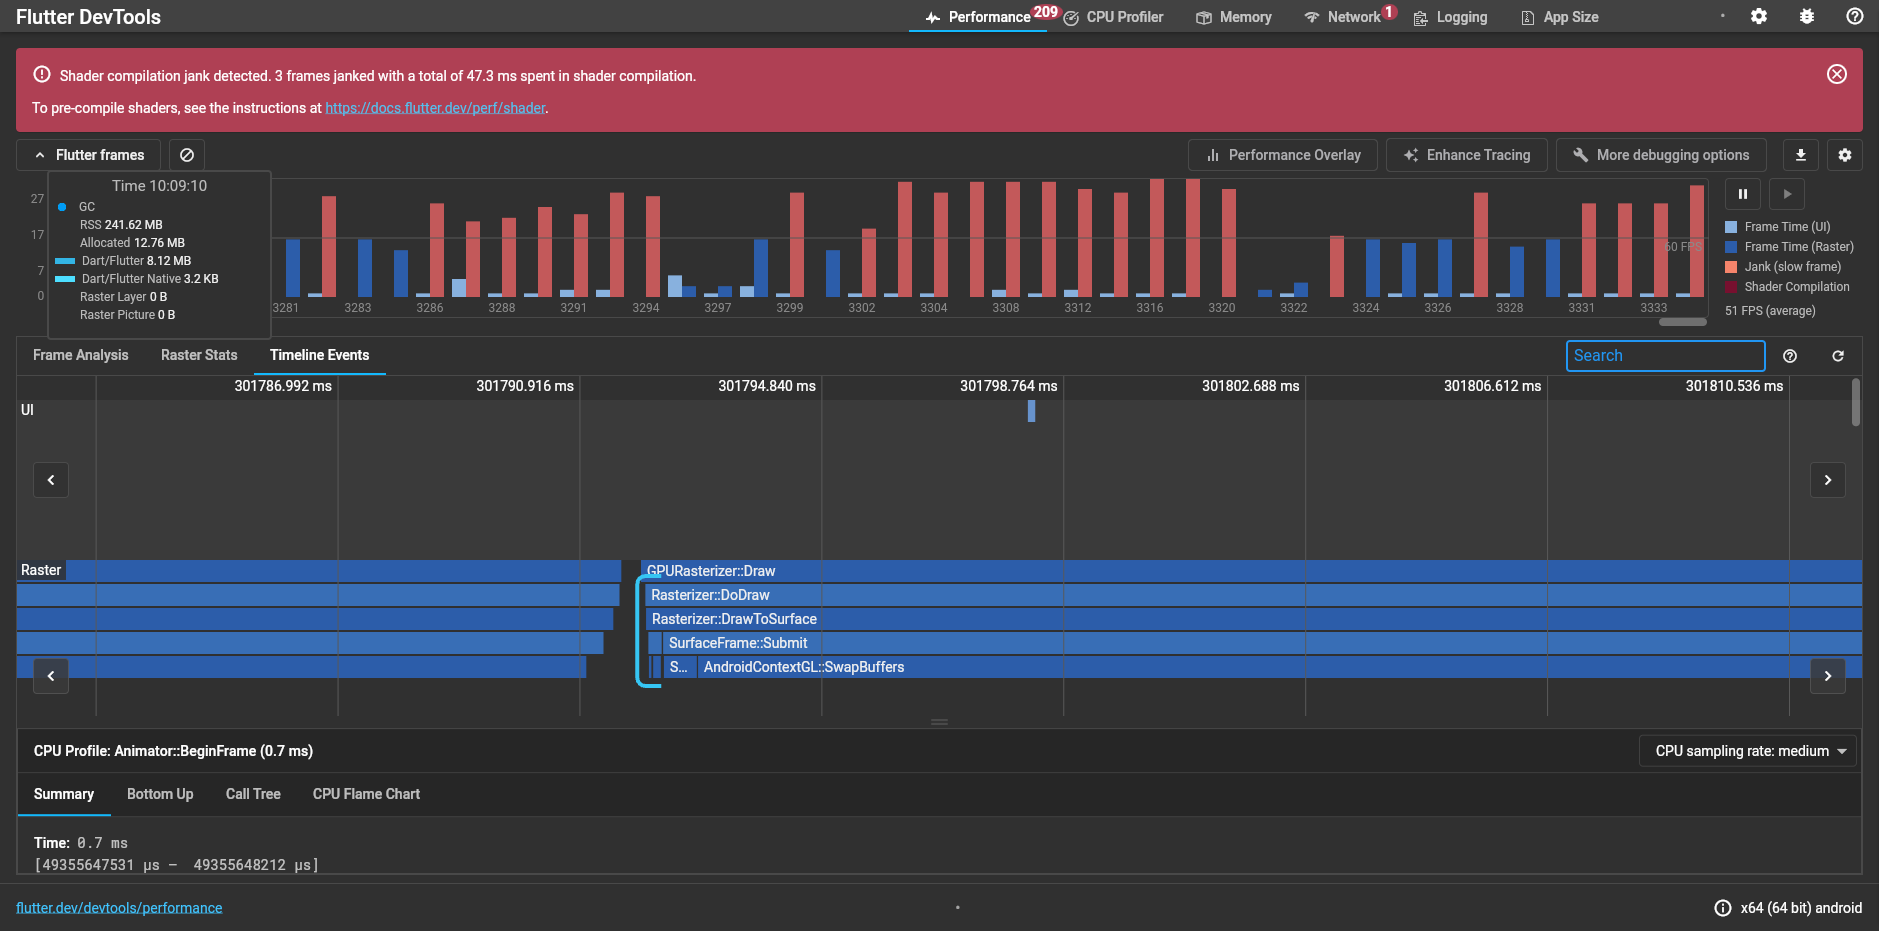 Flutter DevTools
Performance 209 CPU Profiler Memory Network 1 Logging App Size
Shader compilation jank detected. 3 frames janked with a total of 47.3 ms spent in shader compilation.
To pre-compile shaders, see the instructions at https://docs.flutter.dev/perf/shader.
Flutter frames Performance Overlay Enhance Tracing More debugging options
Time 10:09:10
GC
RSS 241.62 MB
Allocated 12.76 MB
Dart/Flutter 8.12 MB
Dart/Flutter Native 3.2 KB
Raster Layer 0 B
Raster Picture 0 B
27
17
7
0
60 FPS
3281 3283 3286 3288 3291 3294 3297 3299 3302 3304 3308 3312 3316 3320 3322 3324 3326 3328 3331 3333
Frame Time (UI)
Frame Time (Raster)
Jank (slow frame)
Shader Compilation
51 FPS (average)
Frame Analysis Raster Stats Timeline Events Search
301786.992 ms 301790.916 ms 301794.840 ms 301798.764 ms 301802.688 ms 301806.612 ms 301810.536 ms
UI
Raster GPURasterizer::Draw
Rasterizer::DoDraw
Rasterizer::DrawToSurface
SurfaceFrame::Submit
S... AndroidContextGL::SwapBuffers
CPU Profile: Animator::BeginFrame (0.7 ms) CPU sampling rate: medium
Summary Bottom Up Call Tree CPU Flame Chart
Time: 0.7 ms
[49355647531 µs — 49355648212 µs]
flutter.dev/devtools/performance x64 (64 bit) android